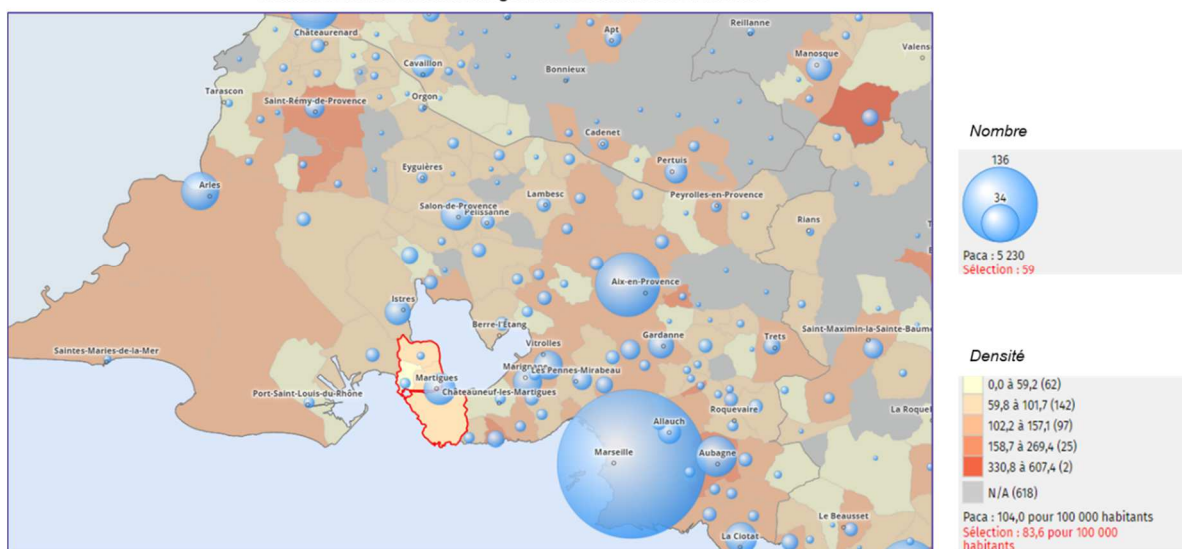 Reillanne
Châteaurenard
Apt
Manosque
Valens
Cavaillon
Bonnieux
Tarascon
Orgon
Saint-Rémy-de-Provence
Cadenet
Pertuis
Eyguières
Arles
Lambesc
Peyrolles-en-Provence
Salon-de-Provence
Pélissanne
Rians
Aix-en-Provence
Istres
Berre-l'Étang
Gardanne
Trets
Saint-Maximin-la-Sainte-Baume
Saintes-Maries-de-la-Mer
Vitrolles
Marignane
Les Pennes-Mirabeau
Martigues
Châteauneuf-les-Martigues
Port-Saint-Louis-du-Rhône
Roquevaire
La Roque
Allauch
Marseille
Aubagne
Le Beausset
La Ciotat
Nombre
136
34
Paca : 5 230
Sélection : 59
Densité
0,0 à 59,2 (62)
59,8 à 101,7 (142)
102,2 à 157,1 (97)
158,7 à 269,4 (25)
330,8 à 607,4 (2)
N/A (618)
Paca : 104,0 pour 100 000 habitants
Sélection : 83,6 pour 100 000
habitants